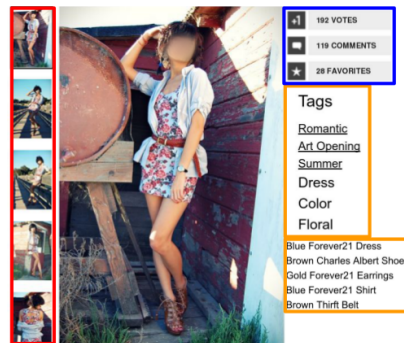 192 VOTES
119 COMMENTS
28 FAVORITES
Tags
Romantic
Art Opening
Summer
Dress
Color
Floral
Blue Forever21 Dress
Brown Charles Albert Shoe
Gold Forever21 Earrings
Blue Forever21 Shirt
Brown Thirft Belt